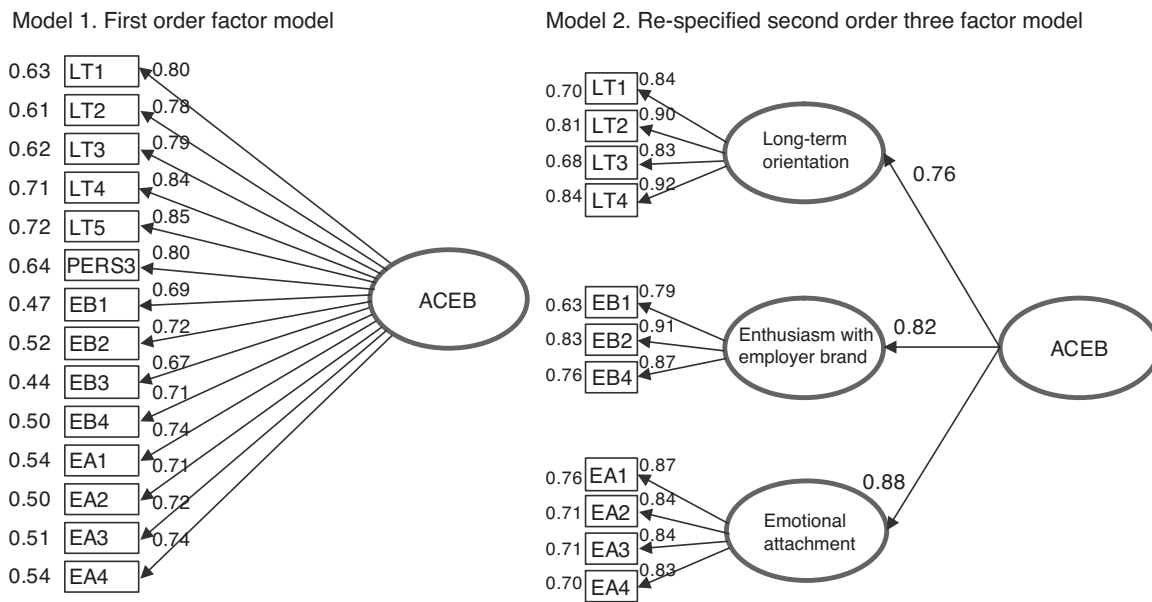 Model 1. First order factor model
0.63 LT1 0.80
0.61 LT2 0.78
0.62 LT3 0.79
0.71 LT4 0.84
0.72 LT5 0.85
0.64 PERS3 0.80
0.47 EB1 0.69
0.52 EB2 0.72
0.44 EB3 0.67
0.50 EB4 0.71
0.54 EA1 0.74
0.50 EA2 0.71
0.51 EA3 0.72
0.54 EA4 0.74
ACEB
Model 2. Re-specified second order three factor model
0.70 LT1 0.84
0.81 LT2 0.90
0.68 LT3 0.83
0.84 LT4 0.92
Long-term
orientation
0.76
0.63 EB1 0.79
0.83 EB2 0.91
0.76 EB4 0.87
Enthusiasm with
employer brand
0.82
ACEB
0.76 EA1 0.87
0.71 EA2 0.84
0.71 EA3 0.84
0.70 EA4 0.83
Emotional
attachment
0.88